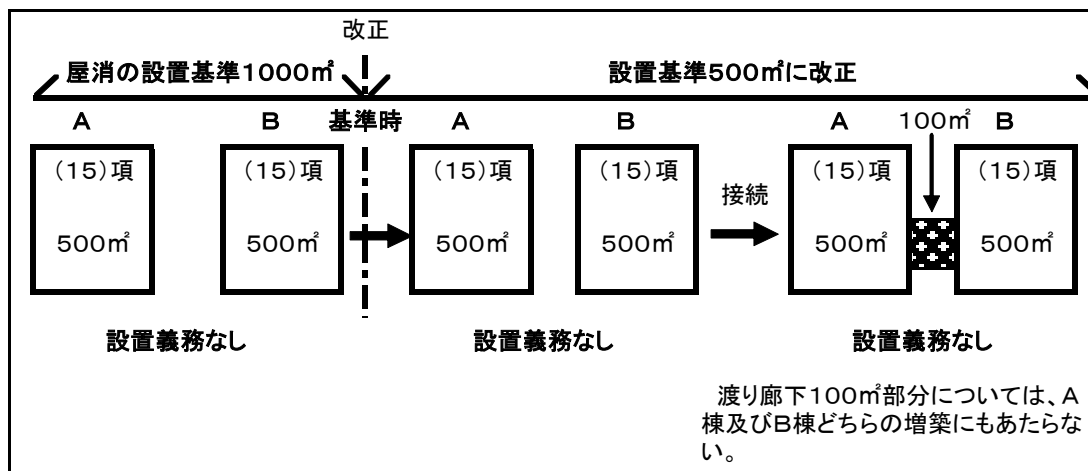 改正
屋消の設置基準1000㎡
設置基準500㎡に改正
A B 基準時 A B A 100㎡ B
(15)項 (15)項 (15)項 (15)項 (15)項 (15)項
接続
500㎡ 500㎡ 500㎡ 500㎡ 500㎡ 500㎡
設置義務なし 設置義務なし 設置義務なし
渡り廊下100㎡部分については、A
棟及びB棟どちらの増築にもあたらな
い。